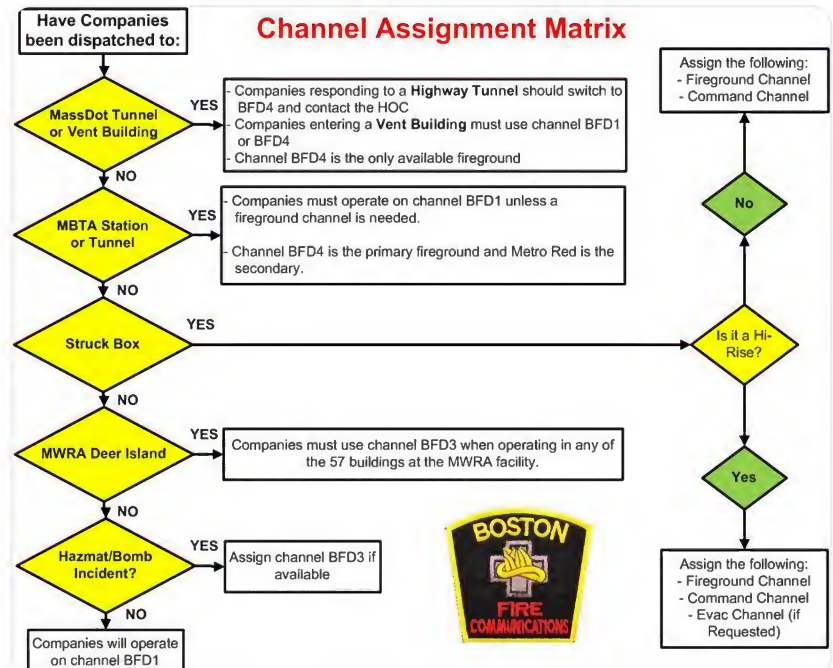 Channel Assignment Matrix
Have Companies
been dispatched to:
MassDot Tunnel
or Vent Building
YES
- Companies responding to a Highway Tunnel should switch to
BFD4 and contact the HOC
- Companies entering a Vent Building must use channel BFD1
or BFD4
- Channel BFD4 is the only available fireground
NO
MBTA Station
or Tunnel
YES
- Companies must operate on channel BFD1 unless a
fireground channel is needed.
- Channel BFD4 is the primary fireground and Metro Red is the
secondary.
NO
Struck Box
YES
Is it a Hi-
Rise?
No
Assign the following:
- Fireground Channel
- Command Channel
Yes
Assign the following:
- Fireground Channel
- Command Channel
- Evac Channel (if
Requested)
NO
MWRA Deer Island
YES
Companies must use channel BFD3 when operating in any of
the 57 buildings at the MWRA facility.
NO
Hazmat/Bomb
Incident?
YES
Assign channel BFD3 if
available
NO
Companies will operate
on channel BFD1
BOSTON
FIRE
COMMUNICATIONS